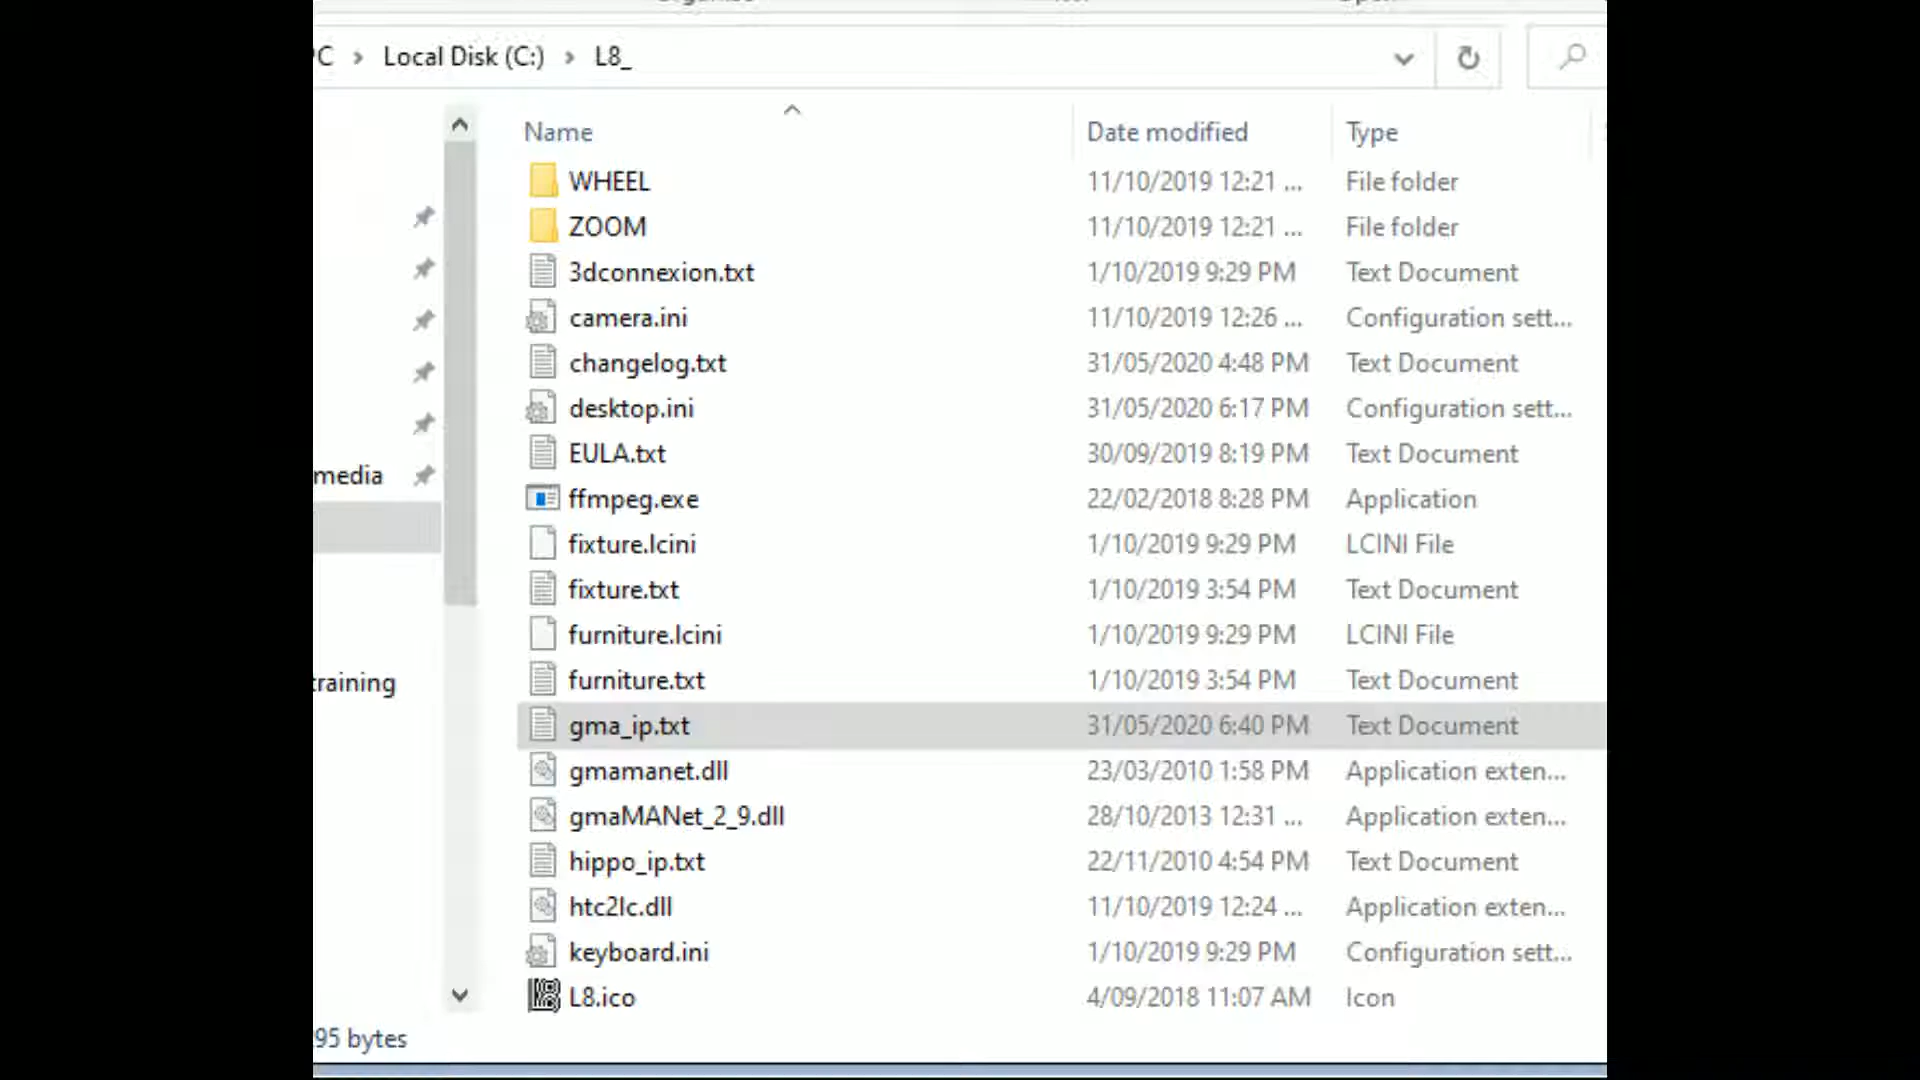 C > Local Disk (C:) > L8_
Name Date modified Type
WHEEL 11/10/2019 12:21 ... File folder
ZOOM 11/10/2019 12:21 ... File folder
3dconnexion.txt 1/10/2019 9:29 PM Text Document
camera.ini 11/10/2019 12:26 ... Configuration sett...
changelog.txt 31/05/2020 4:48 PM Text Document
desktop.ini 31/05/2020 6:17 PM Configuration sett...
EULA.txt 30/09/2019 8:19 PM Text Document
media
ffmpeg.exe 22/02/2018 8:28 PM Application
fixture.lcini 1/10/2019 9:29 PM LCINI File
fixture.txt 1/10/2019 3:54 PM Text Document
furniture.lcini 1/10/2019 9:29 PM LCINI File
training
furniture.txt 1/10/2019 3:54 PM Text Document
gma_ip.txt 31/05/2020 6:40 PM Text Document
gmamanet.dll 23/03/2010 1:58 PM Application exten...
gmaMANet_2_9.dll 28/10/2013 12:31 ... Application exten...
hippo_ip.txt 22/11/2010 4:54 PM Text Document
htc2lc.dll 11/10/2019 12:24 ... Application exten...
keyboard.ini 1/10/2019 9:29 PM Configuration sett...
L8.ico 4/09/2018 11:07 AM Icon
95 bytes